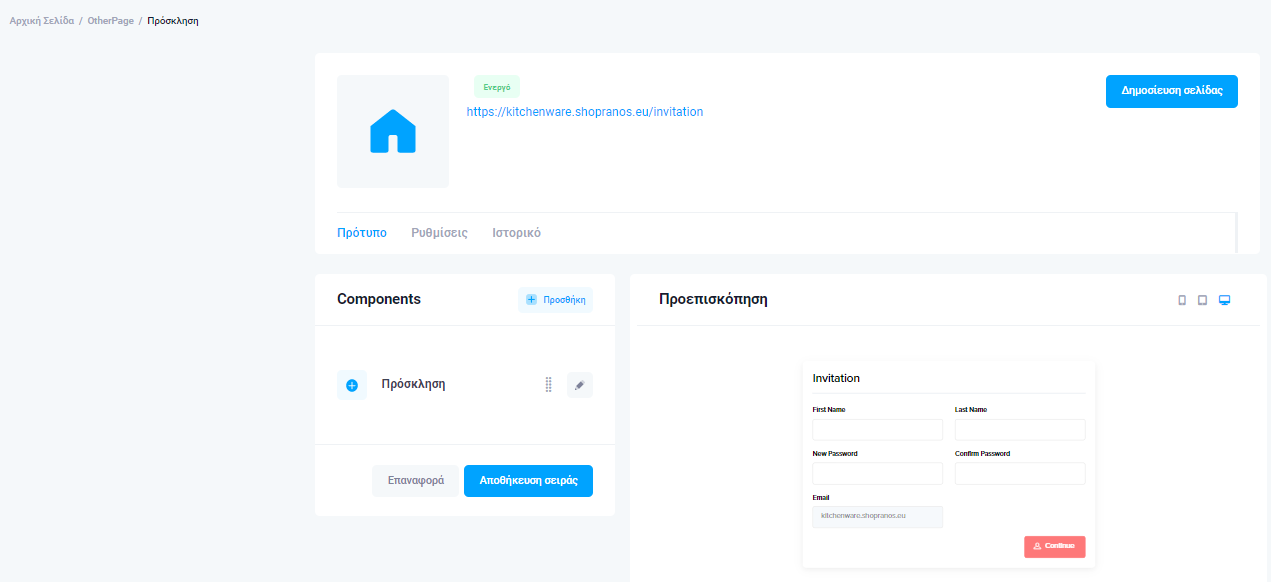 Αρχική Σελίδα / OtherPage / Πρόσκληση
Ενεργό
https://kitchenware.shopranos.eu/invitation
Δημοσίευση σελίδας
Πρότυπο Ρυθμίσεις Ιστορικό
Components
Προσθήκη
Πρόσκληση
Επαναφορά
Αποθήκευση σειράς
Προεπισκόπηση
Invitation
First Name Last Name
New Password Confirm Password
Email
kitchenware.shopranos.eu
Continue